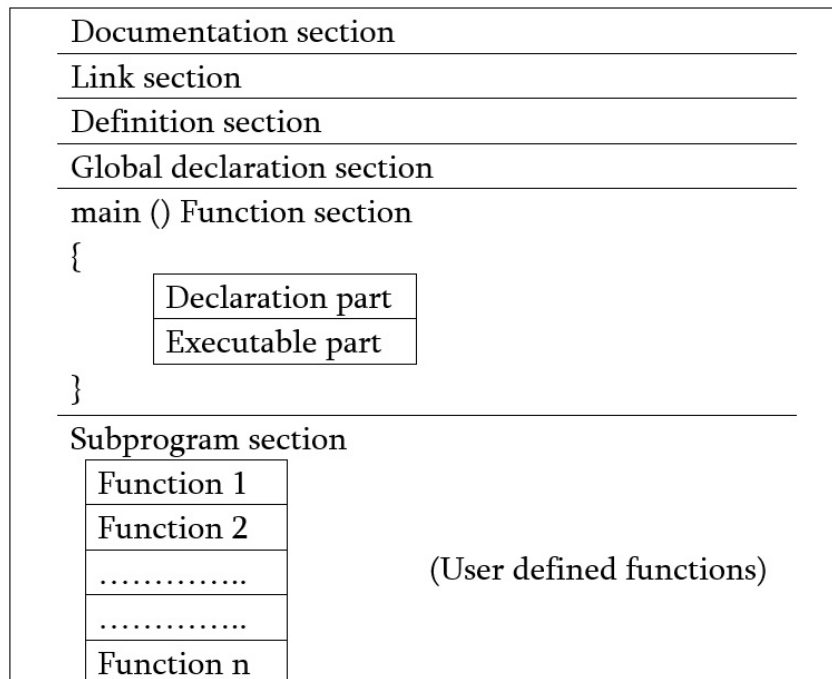 Documentation section
Link section
Definition section
Global declaration section
main () Function section
{
Declaration part
Executable part
}
Subprogram section
Function 1
Function 2
…………..
(User defined functions)
…………..
Function n